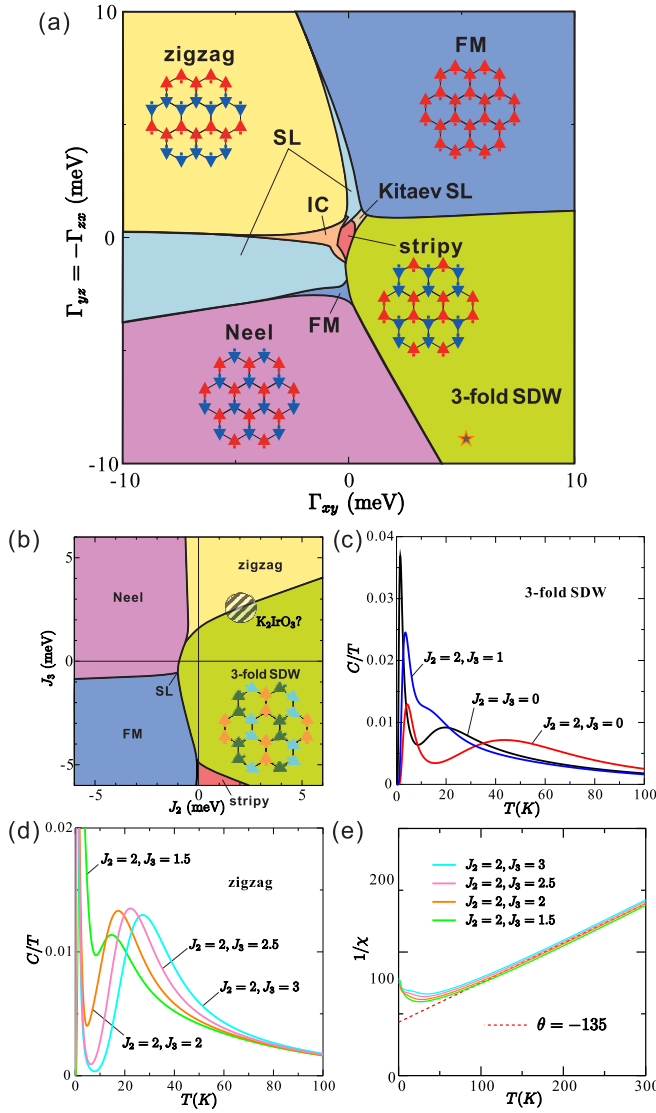 (a)
10
zigzag
FM
SL
Kitaev SL
IC
stripy
0
Γyz = −Γzx (meV)
FM
Neel
3-fold SDW
-10
-10
0
10
Γxy (meV)
(b)
5
zigzag
Neel
K2IrO3?
0
J3 (meV)
SL
3-fold SDW
FM
-5
-5
0
5
J2 (meV)
stripy
(c)
0.04
3-fold SDW
0.03
J2 = 2, J3 = 1
C/T
0.02
J2 = J3 = 0
J2 = 2, J3 = 0
0.01
0
0
20
40
60
80
100
T(K)
(d)
0.02
J2 = 2, J3 = 1.5
zigzag
C/T
0.01
J2 = 2, J3 = 2.5
J2 = 2, J3 = 3
J2 = 2, J3 = 2
0
0
20
40
60
80
100
T(K)
(e)
J2 = 2, J3 = 3
200
J2 = 2, J3 = 2.5
J2 = 2, J3 = 2
J2 = 2, J3 = 1.5
1/χ
100
θ = −135
0
0
100
200
300
T(K)